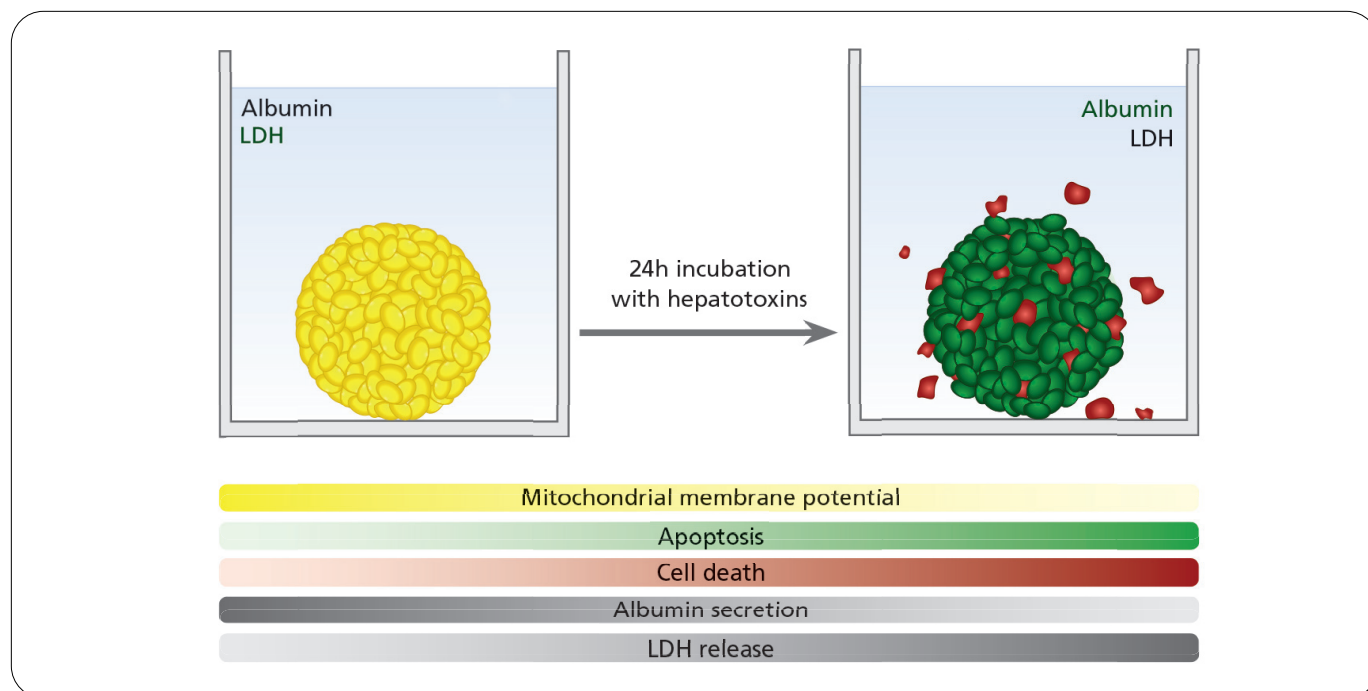 Albumin
LDH
24h incubation
with hepatotoxins
Albumin
LDH
Mitochondrial membrane potential
Apoptosis
Cell death
Albumin secretion
LDH release